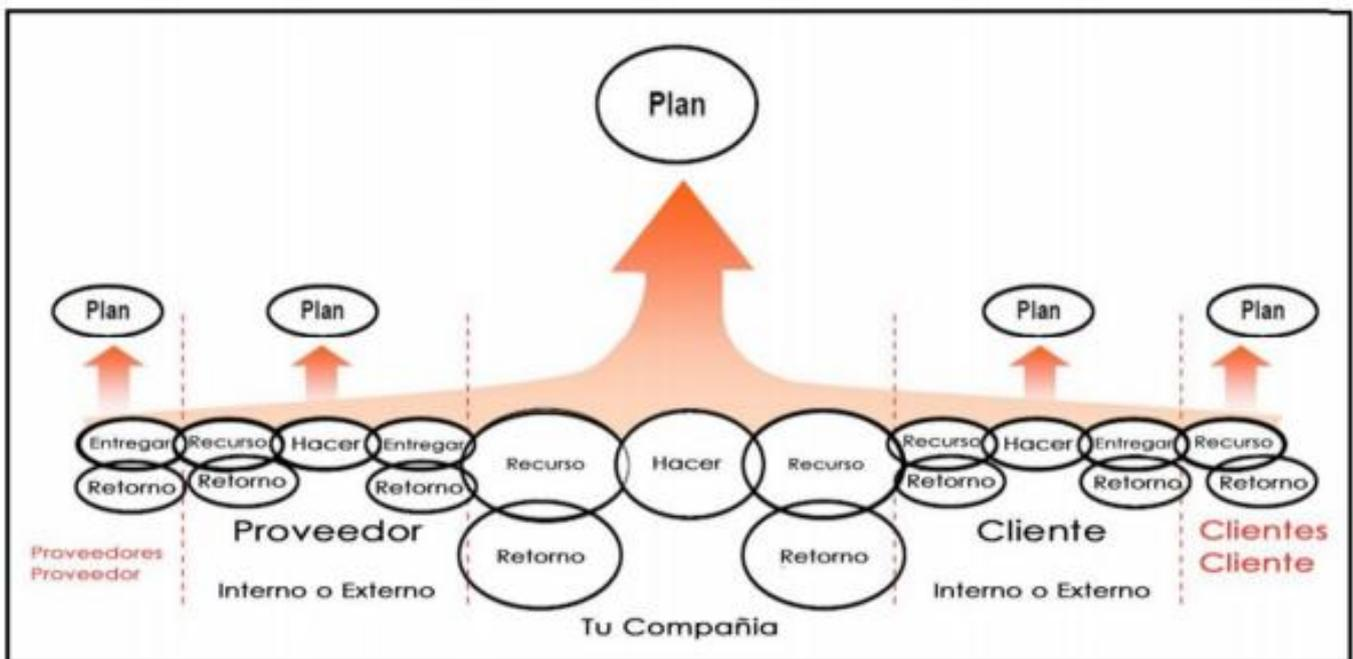 Plan
Plan
Plan
Plan
Plan
Entregar
Recurso
Hacer
Entregar
Recurso
Hacer
Recurso
Recurso
Hacer
Entregar
Recurso
Retorno
Retorno
Retorno
Retorno
Retorno
Retorno
Retorno
Retorno
Proveedores
Proveedor
Proveedor
Interno o Externo
Tu Compañia
Cliente
Interno o Externo
Clientes
Cliente